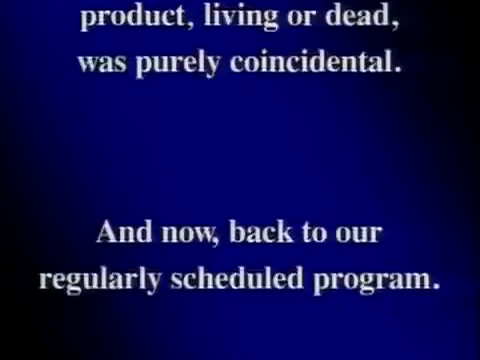 product, living or dead,
was purely coincidental.
And now, back to our
regularly scheduled program.